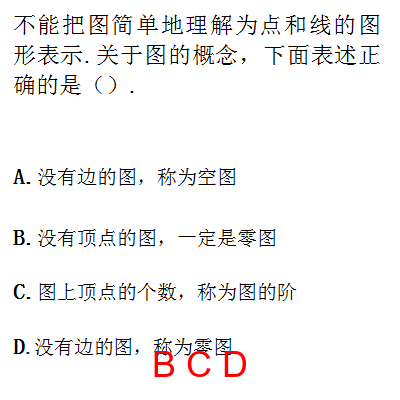 不能把图简单地理解为点和线的图
形表示. 关于图的概念，下面表述正
确的是（）.
A. 没有边的图，称为空图
B. 没有顶点的图，一定是零图
C. 图上顶点的个数，称为图的阶
D. 没有边的图，称为零图
B C D